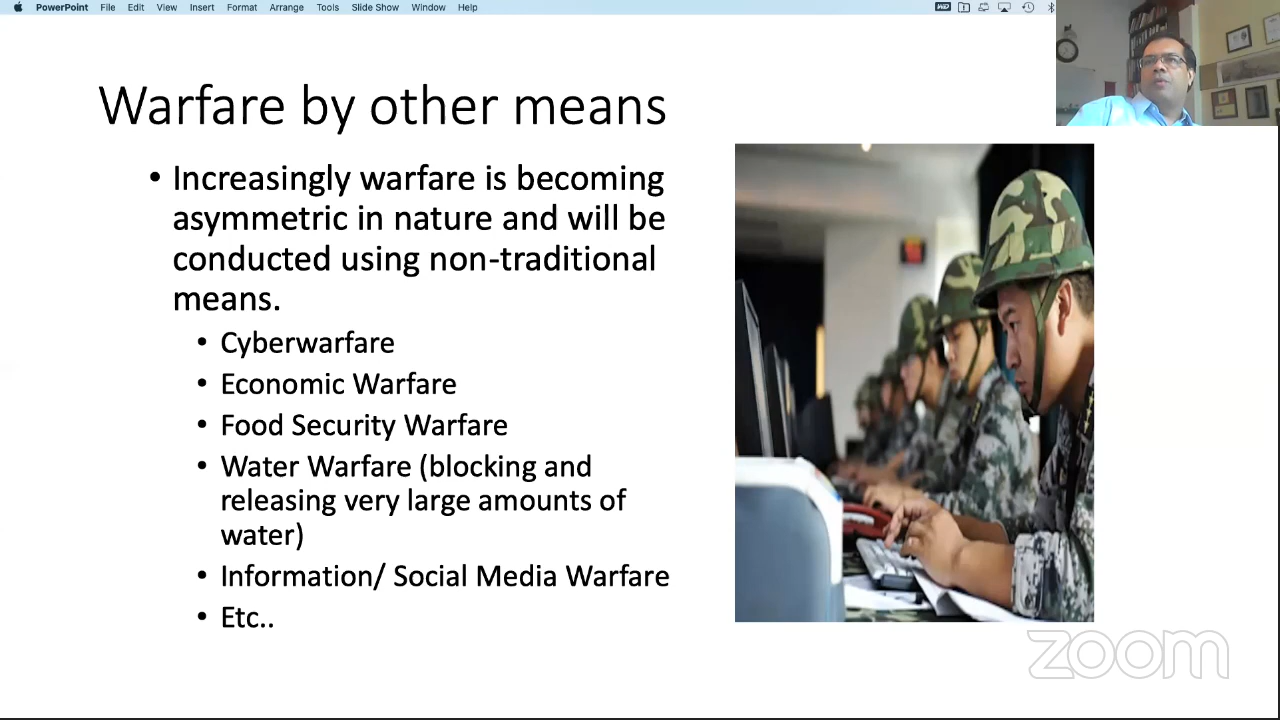 PowerPoint File Edit View Insert Format Arrange Tools Slide Show Window Help
Warfare by other means
• Increasingly warfare is becoming
asymmetric in nature and will be
conducted using non-traditional
means.
• Cyberwarfare
• Economic Warfare
• Food Security Warfare
• Water Warfare (blocking and
releasing very large amounts of
water)
• Information/ Social Media Warfare
• Etc..
zoom